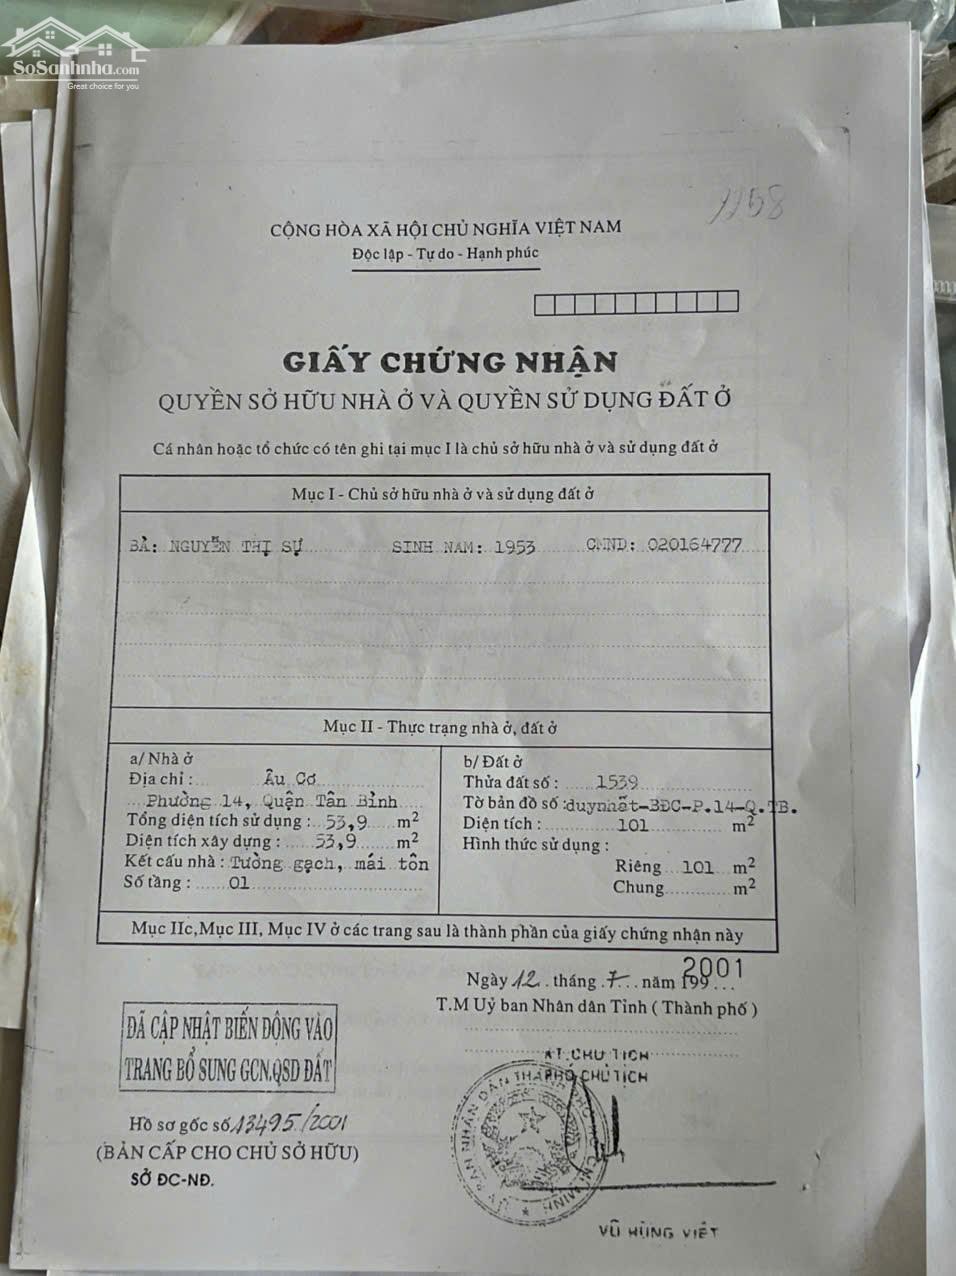 SoSanhnha.com
Great choice for you
1158
CỘNG HÒA XÃ HỘI CHỦ NGHĨA VIỆT NAM
Độc lập - Tự do - Hạnh phúc
GIẤY CHỨNG NHẬN
QUYỀN SỞ HỮU NHÀ Ở VÀ QUYỀN SỬ DỤNG ĐẤT Ở
Cá nhân hoặc tổ chức có tên ghi tại mục I là chủ sở hữu nhà ở và sử dụng đất ở
Mục I - Chủ sở hữu nhà ở và sử dụng đất ở
BÀ: NGUYỄN THỊ SỰ SINH NAM: 1953 CMND: 020164777
Mục II - Thực trạng nhà ở, đất ở
a/ Nhà ở
Địa chỉ : Âu Cơ
Phường 14, Quận Tân Bình
Tổng diện tích sử dụng : 53,9 m²
Diện tích xây dựng : 53,9 m²
Kết cấu nhà : Tường gạch, mái tôn
Số tầng : 01
b/ Đất ở
Thửa đất số : 1539
Tờ bản đồ số :duynhất-BĐC-P.14-Q.TB.
Diện tích : 101 m²
Hình thức sử dụng :
Riêng 101 m²
Chung m²
Mục IIc,Mục III, Mục IV ở các trang sau là thành phần của giấy chứng nhận này
Ngày 12 tháng 7 năm 199 2001
T.M Uỷ ban Nhân dân Tỉnh ( Thành phố )
KT.CHỦ TỊCH
PHÓ CHỦ TỊCH
ĐÃ CẬP NHẬT BIẾN ĐỘNG VÀO
TRANG BỔ SUNG GCN.QSD ĐẤT
Hồ sơ gốc số 13495/2001
(BẢN CẤP CHO CHỦ SỞ HỮU)
SỞ ĐC-NĐ.
VŨ HÙNG VIỆT